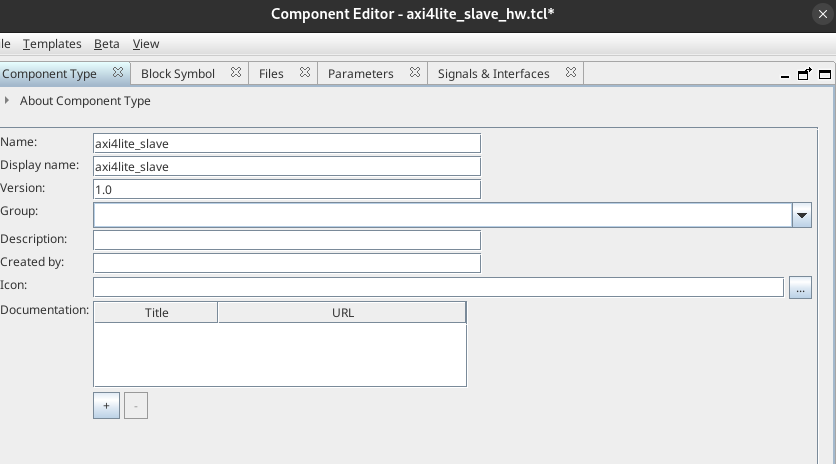 Component Editor - axi4lite_slave_hw.tcl*
le Templates Beta View
Component Type Block Symbol Files Parameters Signals & Interfaces
About Component Type
Name: axi4lite_slave
Display name: axi4lite_slave
Version: 1.0
Group:
Description:
Created by:
Icon: ...
Documentation: Title URL
+ -